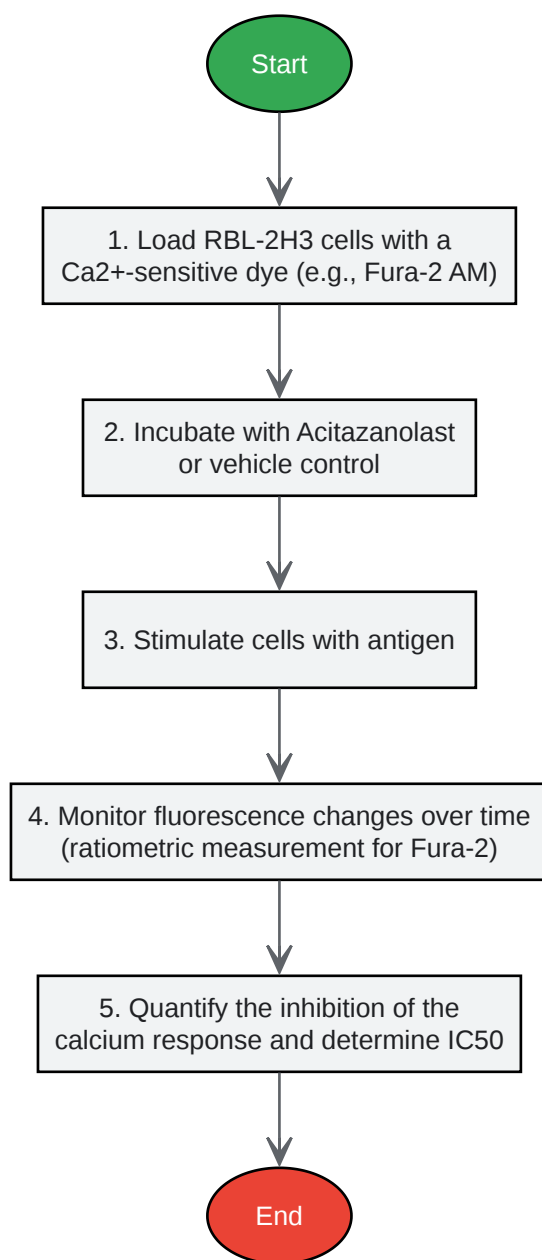 Start
1. Load RBL-2H3 cells with a
Ca2+-sensitive dye (e.g., Fura-2 AM)
2. Incubate with Acitazanolast
or vehicle control
3. Stimulate cells with antigen
4. Monitor fluorescence changes over time
(ratiometric measurement for Fura-2)
5. Quantify the inhibition of the
calcium response and determine IC50
End